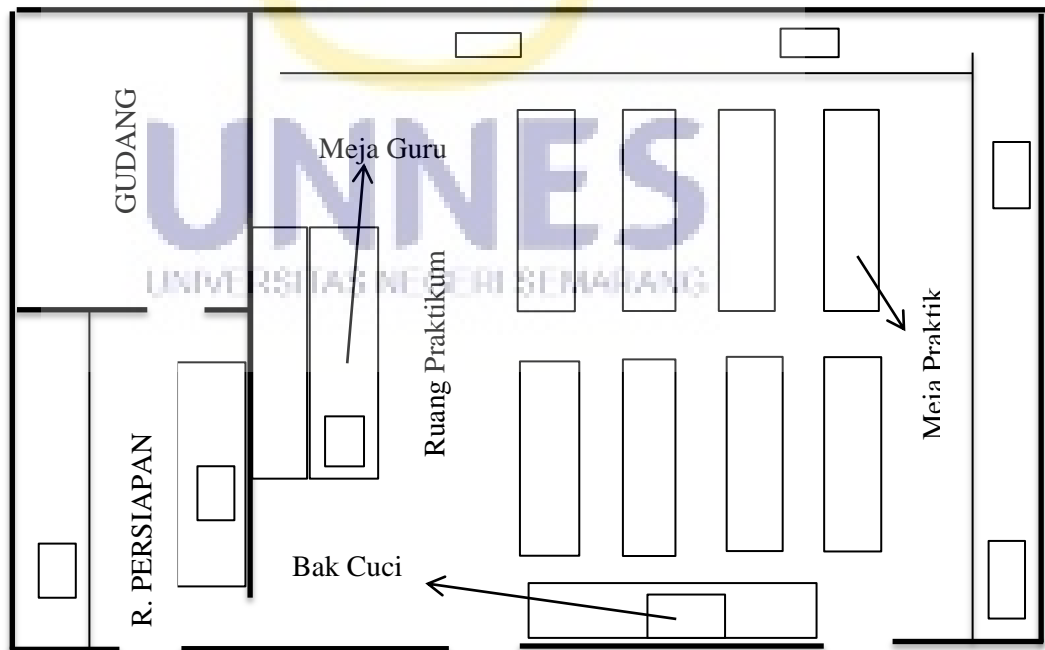 GUDANG
Meja Guru
UNNES
UNIVERSITAS NEGERI SEMARANG
Ruang Praktikum
Meja Praktik
R. PERSIAPAN
Bak Cuci